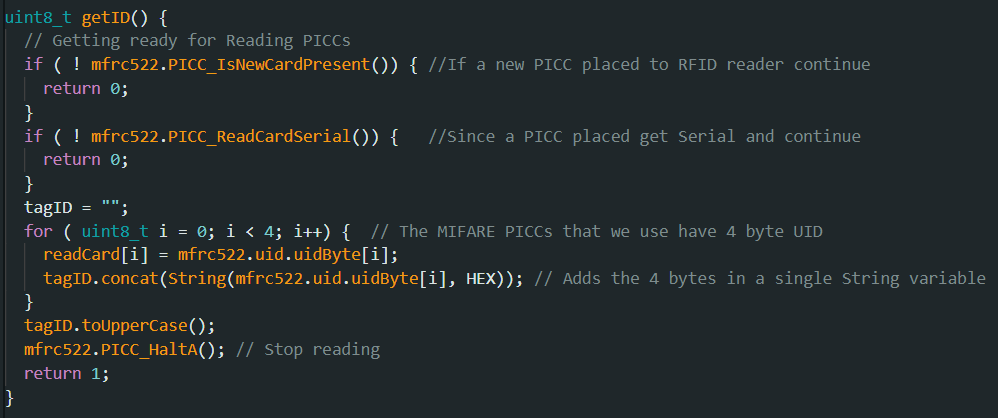 uint8_t getID() {
  // Getting ready for Reading PICCs
  if ( ! mfrc522.PICC_IsNewCardPresent()) { //If a new PICC placed to RFID reader continue
    return 0;
  }
  if ( ! mfrc522.PICC_ReadCardSerial()) {   //Since a PICC placed get Serial and continue
    return 0;
  }
  tagID = "";
  for ( uint8_t i = 0; i < 4; i++) {  // The MIFARE PICCs that we use have 4 byte UID
    readCard[i] = mfrc522.uid.uidByte[i];
    tagID.concat(String(mfrc522.uid.uidByte[i], HEX)); // Adds the 4 bytes in a single String variable
  }
  tagID.toUpperCase();
  mfrc522.PICC_HaltA(); // Stop reading
  return 1;
}